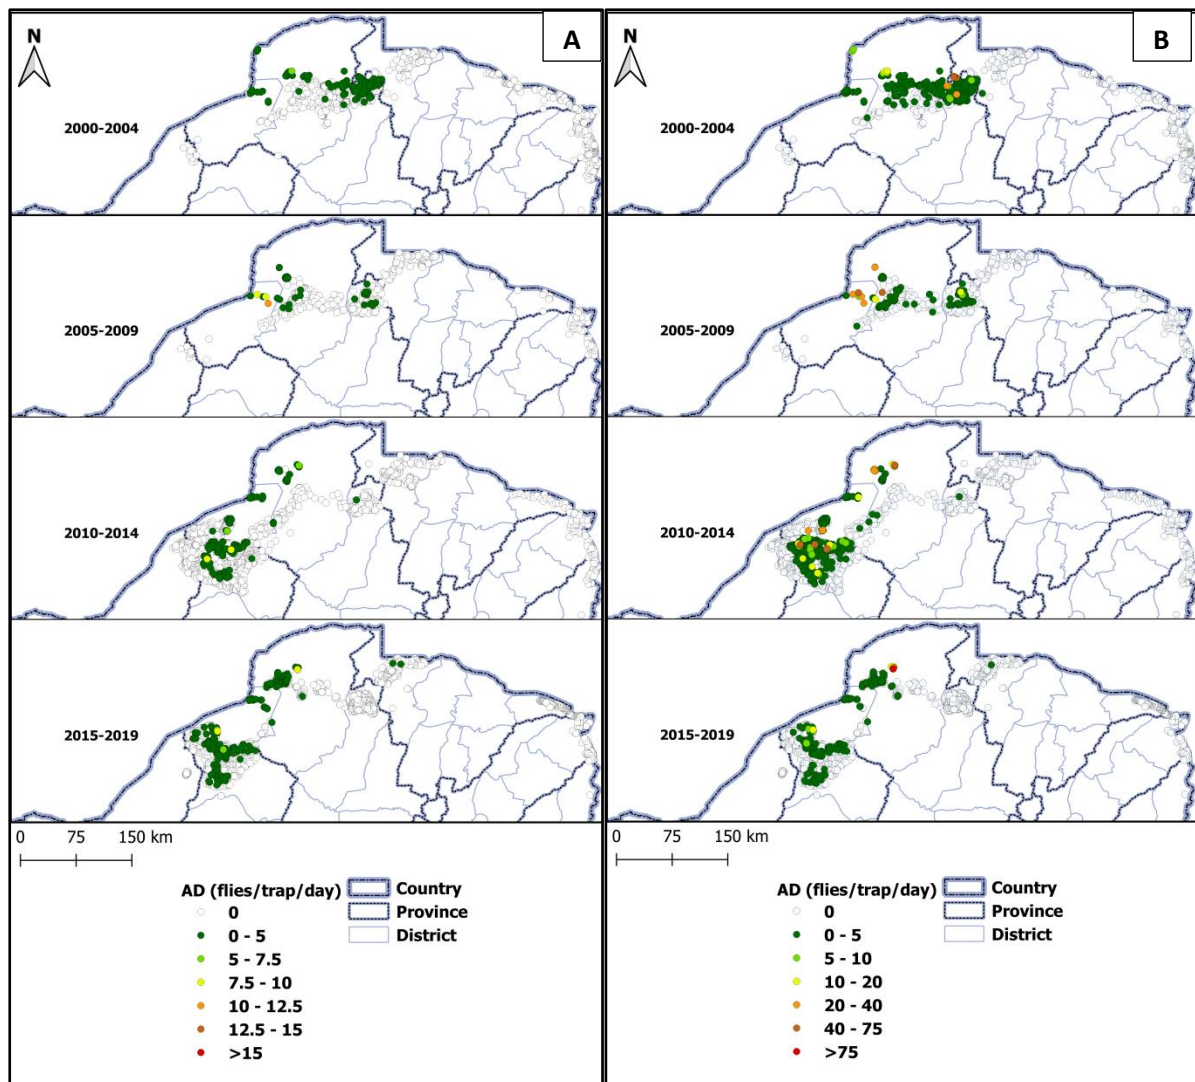 N
A
2000-2004
2005-2009
2010-2014
2015-2019
0 75 150 km
AD (flies/trap/day)
0
0 - 5
5 - 7.5
7.5 - 10
10 - 12.5
12.5 - 15
>15
Country
Province
District
N
B
2000-2004
2005-2009
2010-2014
2015-2019
0 75 150 km
AD (flies/trap/day)
0
0 - 5
5 - 10
10 - 20
20 - 40
40 - 75
>75
Country
Province
District